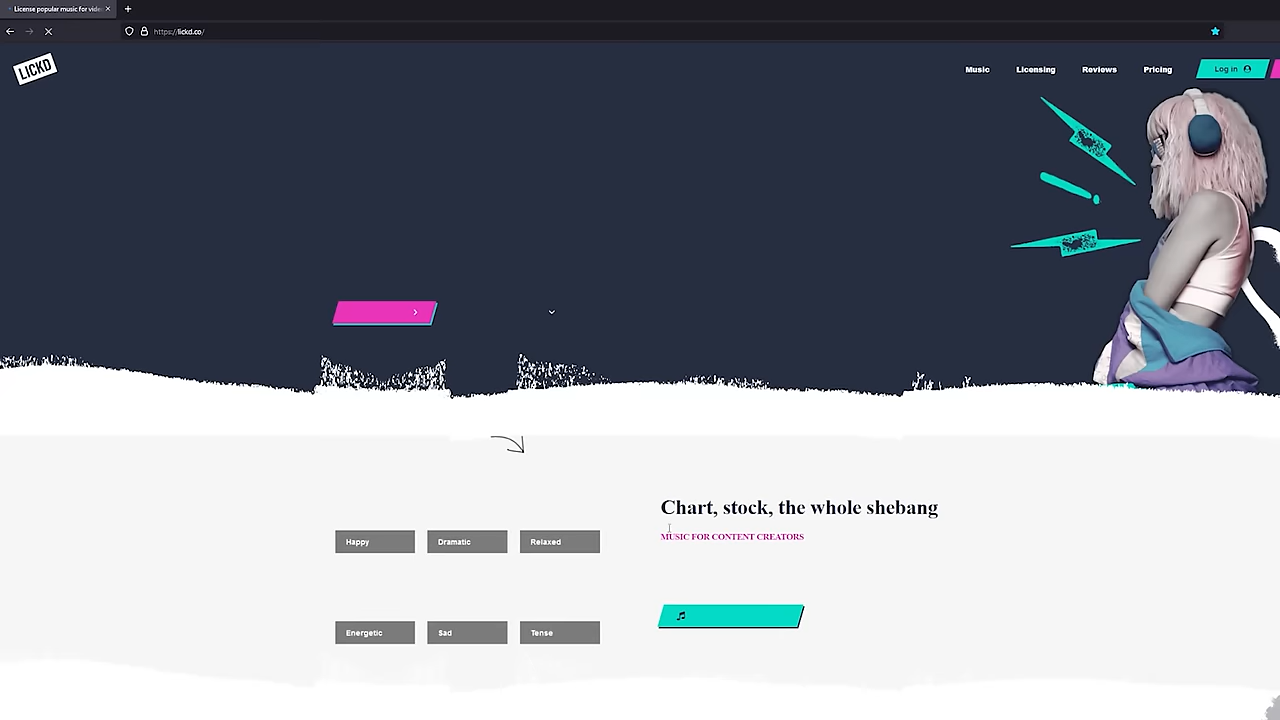 License popular music for vide
https://lickd.co/
LICKD
Music
Licensing
Reviews
Pricing
Log in
Chart, stock, the whole shebang
MUSIC FOR CONTENT CREATORS
Happy
Dramatic
Relaxed
Energetic
Sad
Tense